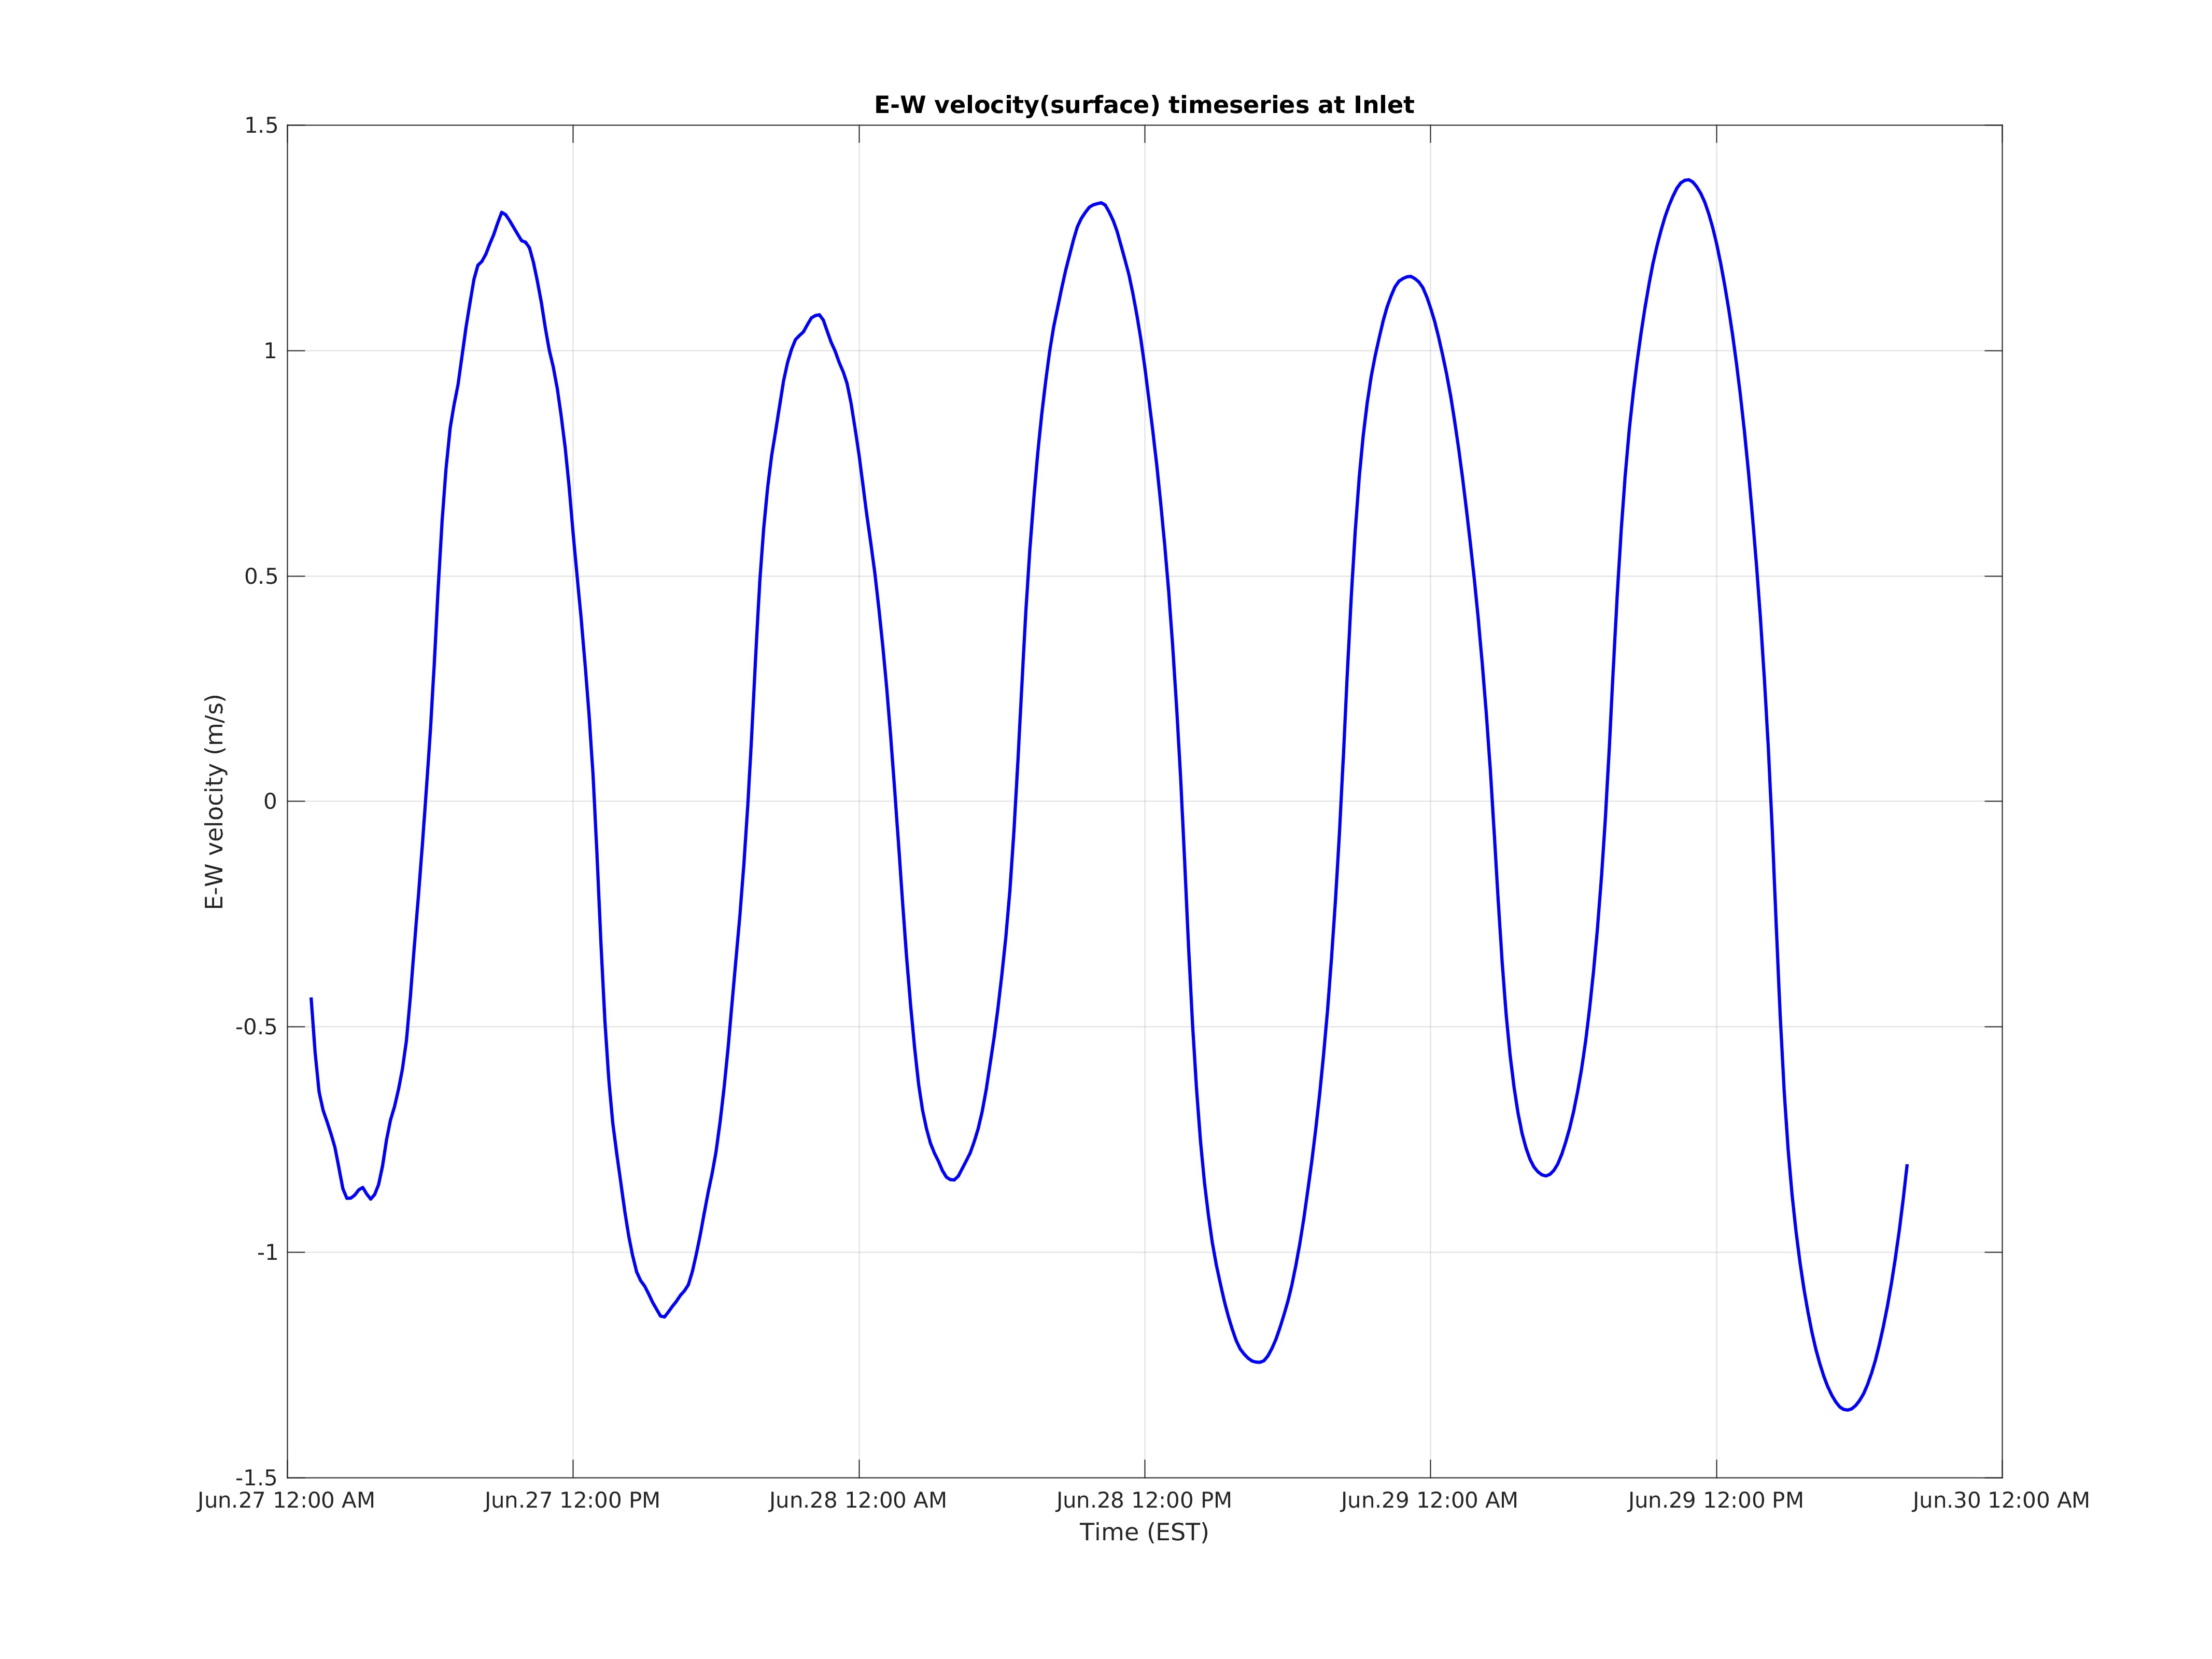 E-W velocity(surface) timeseries at Inlet
1.5
1
0.5
0
-0.5
-1
-1.5
E-W velocity (m/s)
Jun.27 12:00 AM Jun.27 12:00 PM Jun.28 12:00 AM Jun.28 12:00 PM Jun.29 12:00 AM Jun.29 12:00 PM Jun.30 12:00 AM
Time (EST)